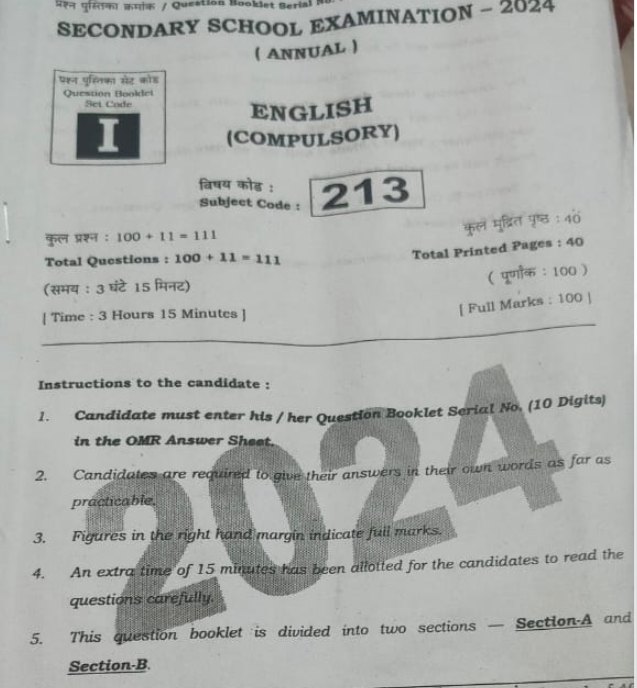 प्रश्न पुस्तिका क्रमांक / Question Booklet Serial No.
SECONDARY SCHOOL EXAMINATION – 2024
( ANNUAL )
प्रश्न पुस्तिका सेट कोड
Question Booklet
Set Code
I
ENGLISH
(COMPULSORY)
विषय कोड :
Subject Code : 213
कुल प्रश्न : 100 + 11 = 111
Total Questions : 100 + 11 = 111
(समय : 3 घंटे 15 मिनट)
[ Time : 3 Hours 15 Minutes ]
कुल मुद्रित पृष्ठ : 40
Total Printed Pages : 40
( पूर्णांक : 100 )
[ Full Marks : 100 ]
Instructions to the candidate :
1. Candidate must enter his / her Question Booklet Serial No. (10 Digits)
in the OMR Answer Sheet.
2. Candidates are required to give their answers in their own words as far as
practicable.
3. Figures in the right hand margin indicate full marks.
4. An extra time of 15 minutes has been allotted for the candidates to read the
questions carefully.
5. This question booklet is divided into two sections — Section-A and
Section-B.
2024